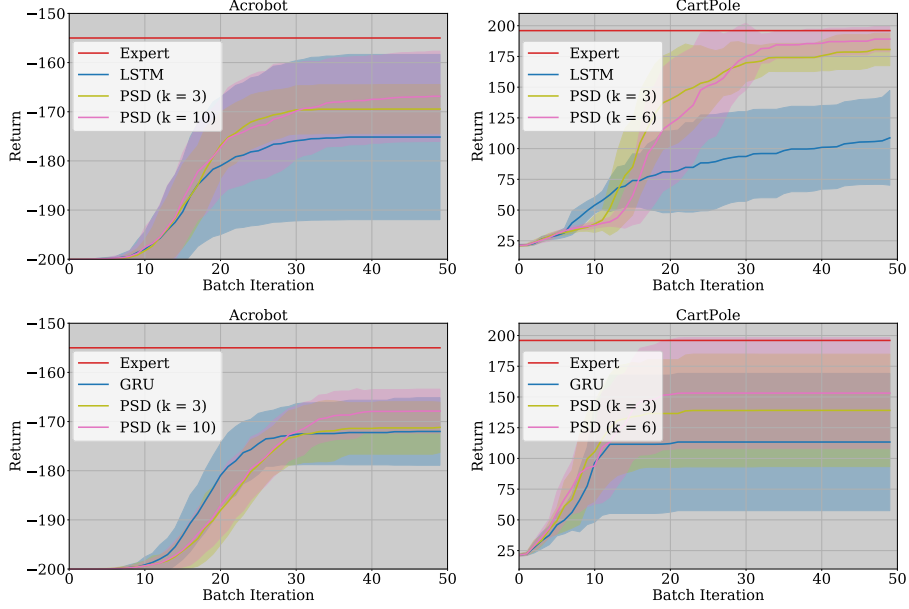 Acrobot
−150
−160
−170
−180
−190
−200
Return
0
10
20
30
40
50
Batch Iteration
Expert
LSTM
PSD (k = 3)
PSD (k = 10)
CartPole
200
175
150
125
100
75
50
25
Return
0
10
20
30
40
50
Batch Iteration
Expert
LSTM
PSD (k = 3)
PSD (k = 6)
Acrobot
−150
−160
−170
−180
−190
−200
Return
0
10
20
30
40
50
Batch Iteration
Expert
GRU
PSD (k = 3)
PSD (k = 10)
CartPole
200
175
150
125
100
75
50
25
Return
0
10
20
30
40
50
Batch Iteration
Expert
GRU
PSD (k = 3)
PSD (k = 6)